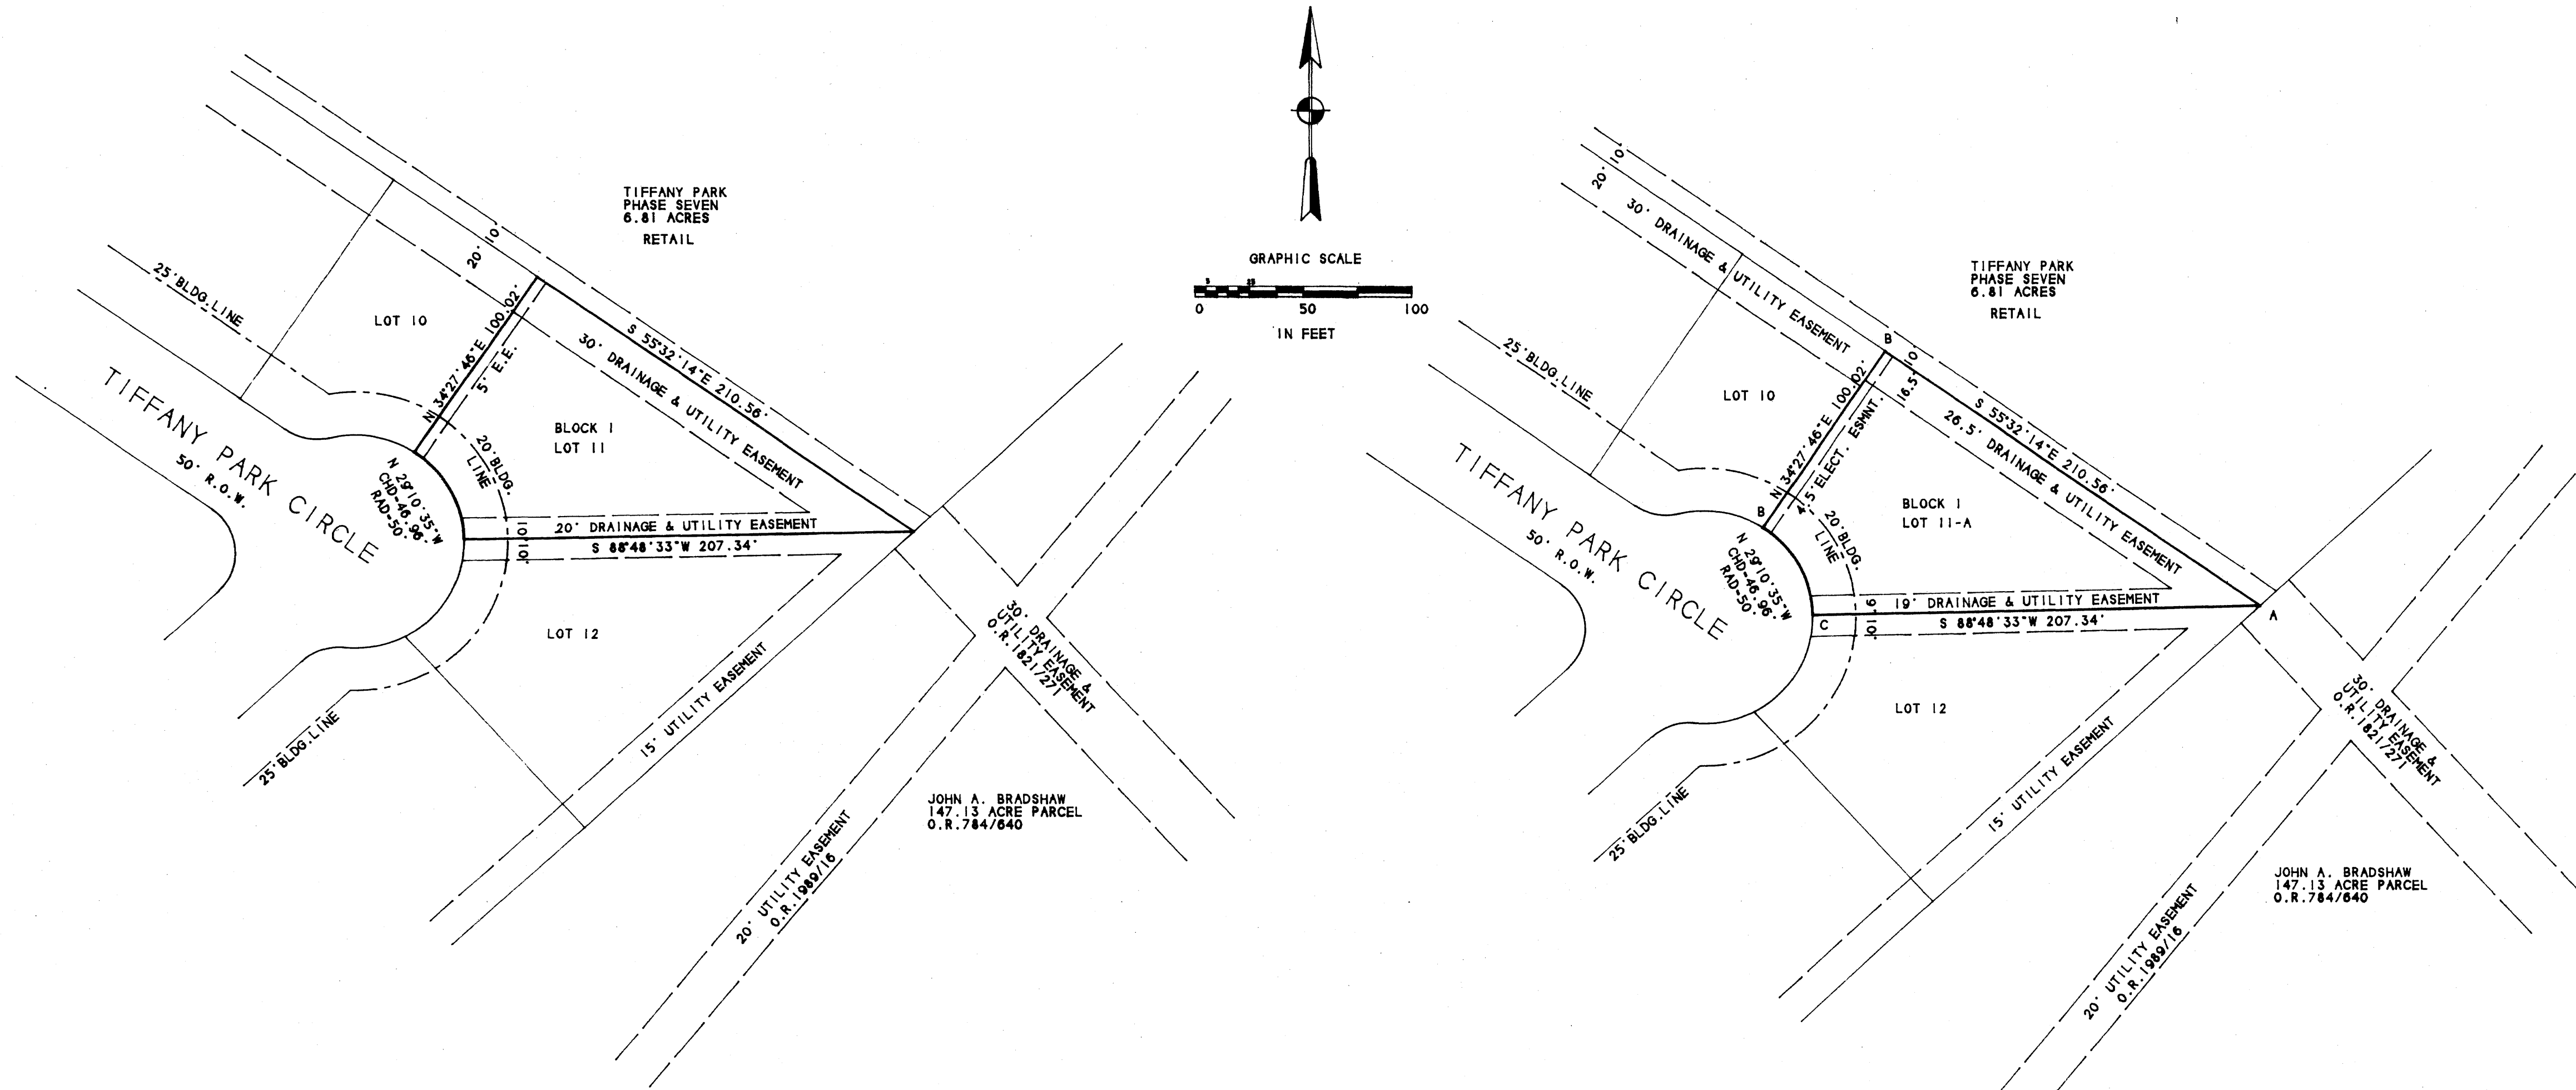 TIFFANY PARK
PHASE SEVEN
6.81 ACRES
RETAIL
20' 10'
25' BLDG. LINE
LOT 10
N 34°27'46"E 100.02'
5' E.E.
S 55°32'14"E 210.56'
30' DRAINAGE & UTILITY EASEMENT
BLOCK 1
LOT 11
20' BLDG.
LINE
TIFFANY PARK CIRCLE
50' R.O.W.
N 29°10'35"W
CHD=46.96'
RAD=50'
10'
10'
20' DRAINAGE & UTILITY EASEMENT
S 88°48'33"W 207.34'
LOT 12
25' BLDG. LINE
15' UTILITY EASEMENT
30' DRAINAGE &
UTILITY EASEMENT
O.R. 1821/271
20' UTILITY EASEMENT
O.R. 1989/16
JOHN A. BRADSHAW
147.13 ACRE PARCEL
O.R. 784/640
GRAPHIC SCALE
5 25
0 50 100
IN FEET
TIFFANY PARK
PHASE SEVEN
6.81 ACRES
RETAIL
20' 10'
30' DRAINAGE & UTILITY EASEMENT
25' BLDG. LINE
LOT 10
B
10'
16.5'
N 34°27'46"E 100.02'
4.5' ELECT. ESMNT.
S 55°32'14"E 210.56'
26.5' DRAINAGE & UTILITY EASEMENT
BLOCK 1
LOT 11-A
B
20' BLDG.
LINE
TIFFANY PARK CIRCLE
50' R.O.W.
N 29°10'35"W
CHD=46.96'
RAD=50'
9'
10'
19' DRAINAGE & UTILITY EASEMENT
C
S 88°48'33"W 207.34'
A
LOT 12
25' BLDG. LINE
15' UTILITY EASEMENT
30' DRAINAGE &
UTILITY EASEMENT
O.R. 1821/271
20' UTILITY EASEMENT
O.R. 1989/16
JOHN A. BRADSHAW
147.13 ACRE PARCEL
O.R. 784/640